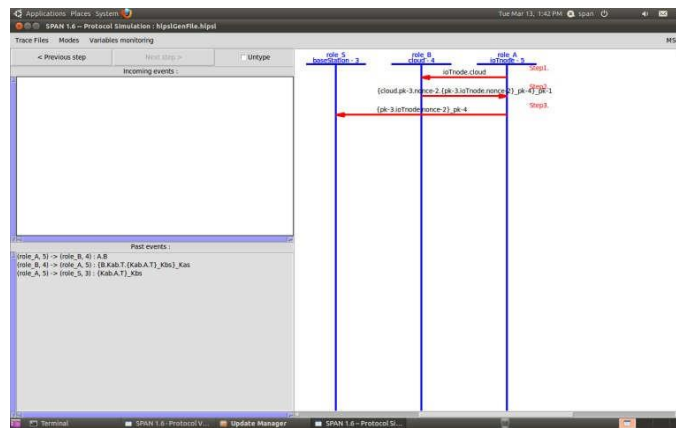 Applications Places System Tue Mar 13, 1:42 PM span
SPAN 1.6 – Protocol Simulation : hlpslGenFile.hlpsl
Trace Files Modes Variables monitoring MS
< Previous step Next step > Untype
Incoming events :
Past events :
(role_A, 5) -> (role_B, 4) : A.B
(role_B, 4) -> (role_A, 5) : {B.Kab.T.{Kab.A.T}_Kbs}_Kas
(role_A, 5) -> (role_S, 3) : {Kab.A.T}_Kbs
role_S role_B role_A
baseStation - 3 cloud - 4 ioTnode - 5
Step1.
ioTnode.cloud
Step2.
{cloud.pk-3.nonce-2.{pk-3.ioTnode.nonce-2}_pk-4}_pk-1
Step3.
{pk-3.ioTnode.nonce-2}_pk-4
Terminal SPAN 1.6 - Protocol V... Update Manager SPAN 1.6 – Protocol Si...